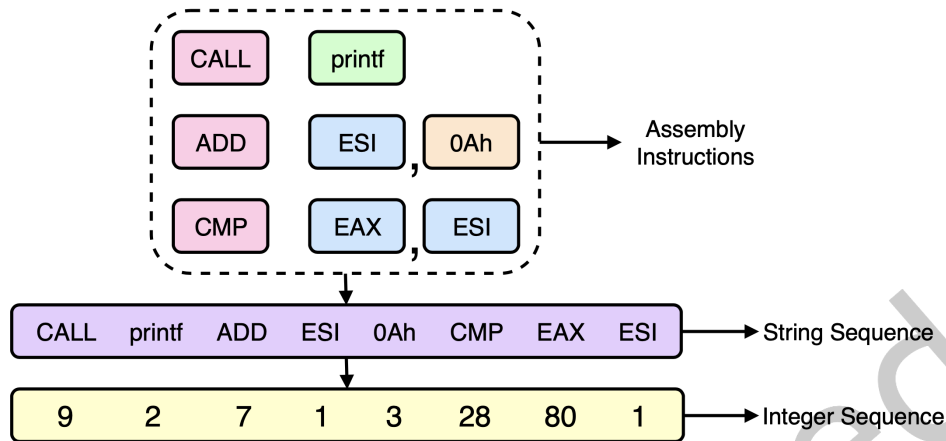 CALL printf
ADD ESI , 0Ah
Assembly
Instructions
CMP EAX , ESI
CALL printf ADD ESI 0Ah CMP EAX ESI
String Sequence
9 2 7 1 3 28 80 1
Integer Sequence